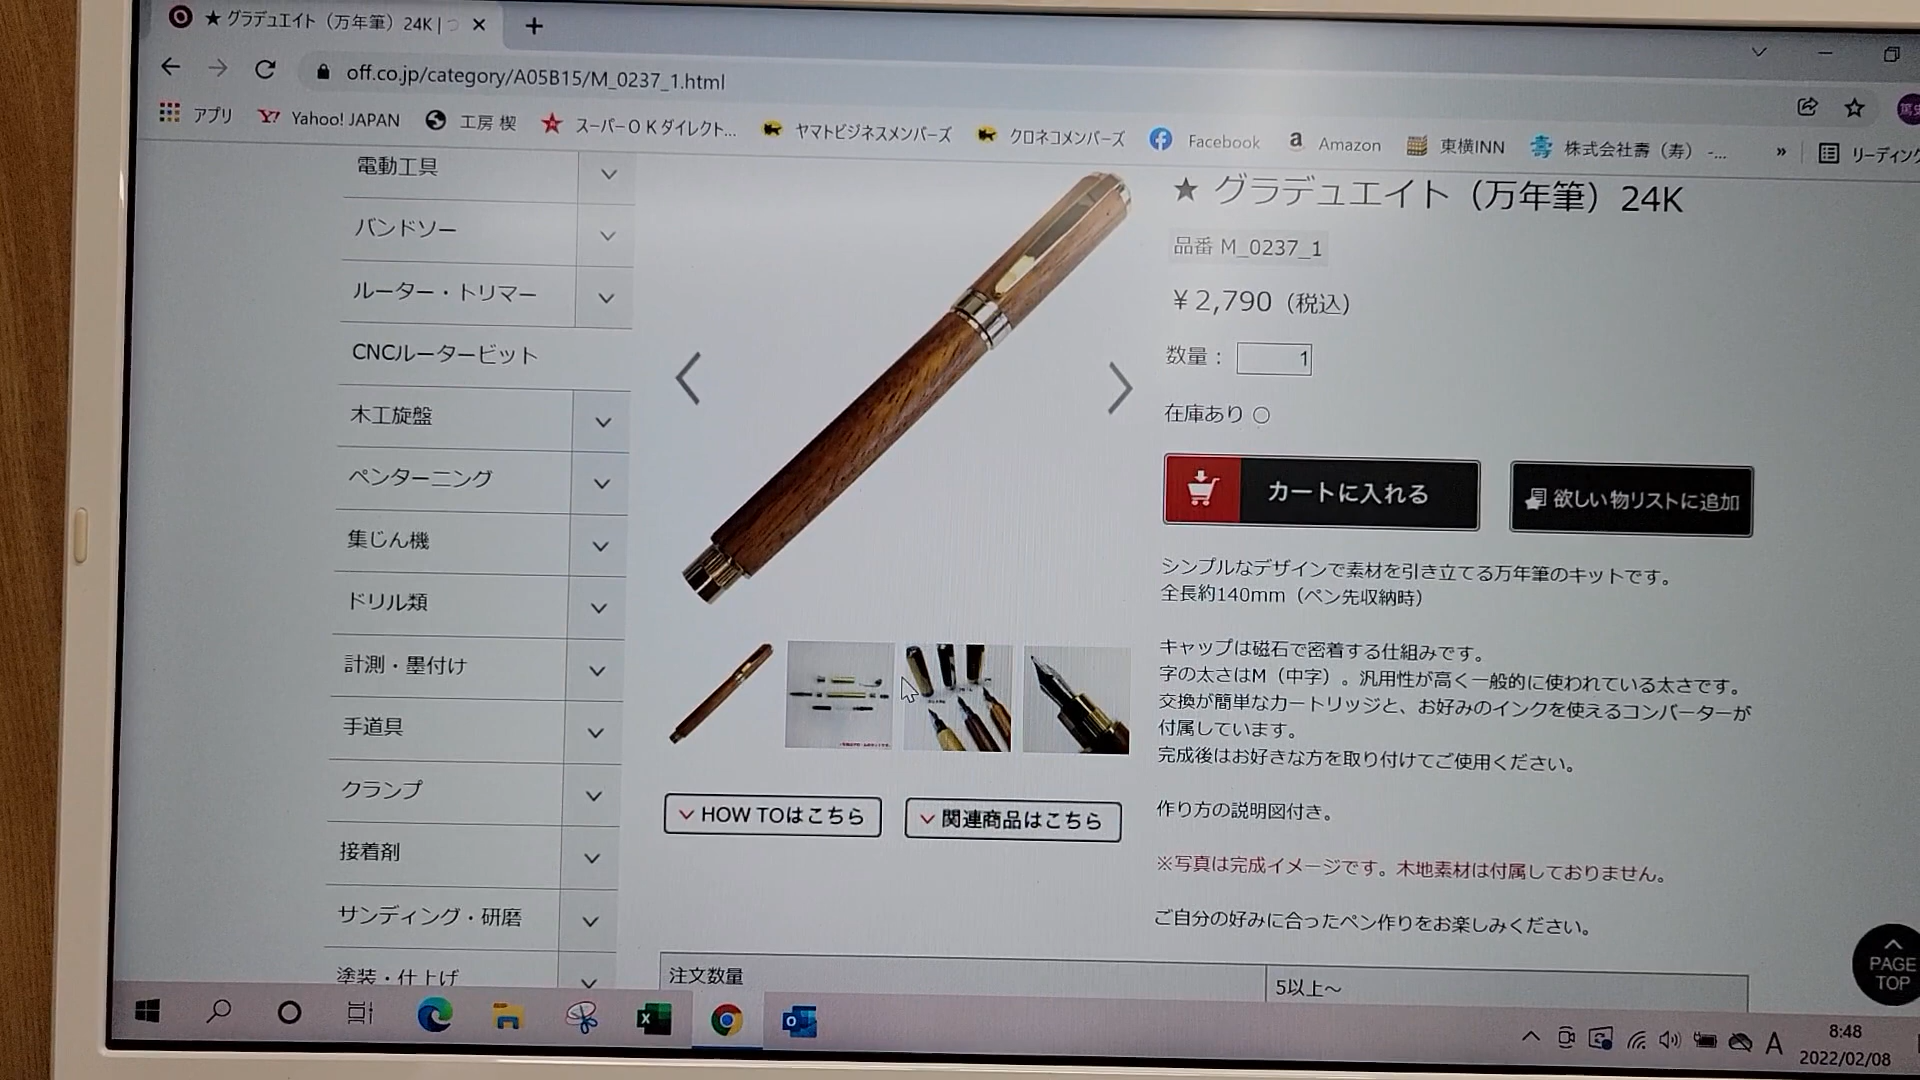 ★ グラデュエイト（万年筆）24K | つ
off.co.jp/category/A05B15/M_0237_1.html
アプリ
Yahoo! JAPAN
工房 楔
スーパーＯＫダイレクト...
ヤマトビジネスメンバーズ
クロネコメンバーズ
Facebook
Amazon
東横INN
株式会社壽（寿） -...
»
リーディング
電動工具
バンドソー
ルーター・トリマー
CNCルータービット
木工旋盤
ペンターニング
集じん機
ドリル類
計測・墨付け
手道具
クランプ
接着剤
サンディング・研磨
塗装・仕上げ
HOW TOはこちら
関連商品はこちら
★ グラデュエイト（万年筆）24K
品番 M_0237_1
￥2,790（税込）
数量： 1
在庫あり ○
カートに入れる
欲しい物リストに追加
シンプルなデザインで素材を引き立てる万年筆のキットです。
全長約140mm（ペン先収納時）
キャップは磁石で密着する仕組みです。
字の太さはM（中字）。汎用性が高く一般的に使われている太さです。
交換が簡単なカートリッジと、お好みのインクを使えるコンバーターが
付属しています。
完成後はお好きな方を取り付けてご使用ください。
作り方の説明図付き。
※写真は完成イメージです。木地素材は付属しておりません。
ご自分の好みに合ったペン作りをお楽しみください。
注文数量
5以上～
PAGE
TOP
A
8:48
2022/02/08